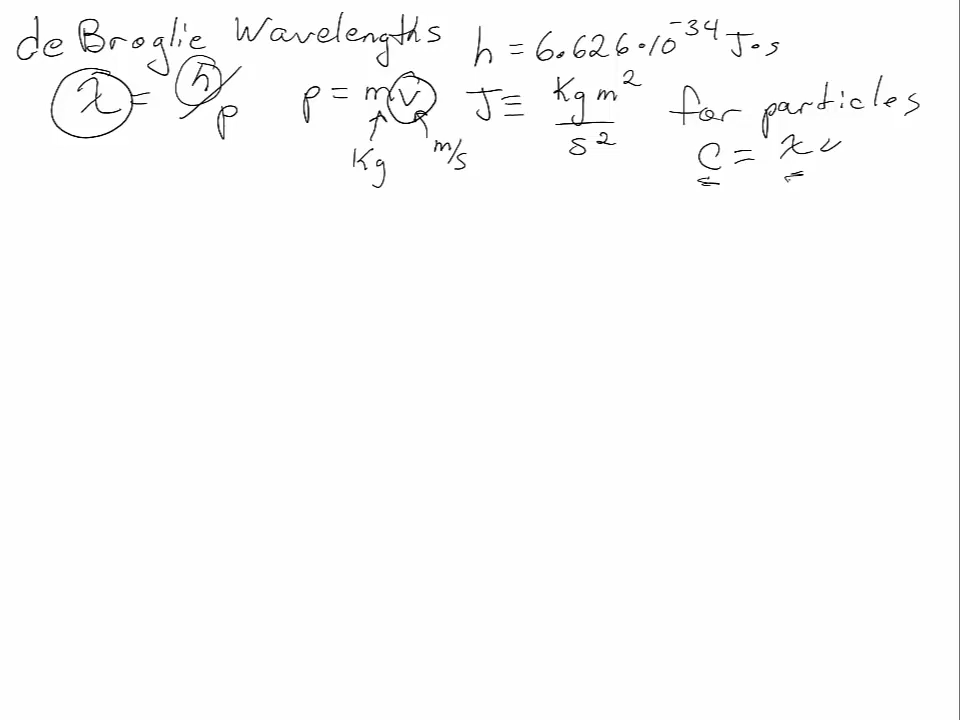 de Broglie Wavelengths h = 6.626·10⁻³⁴ J·s
λ = h/p p = mv J ≡ Kg m²/s² for particles
Kg m/s c = λν